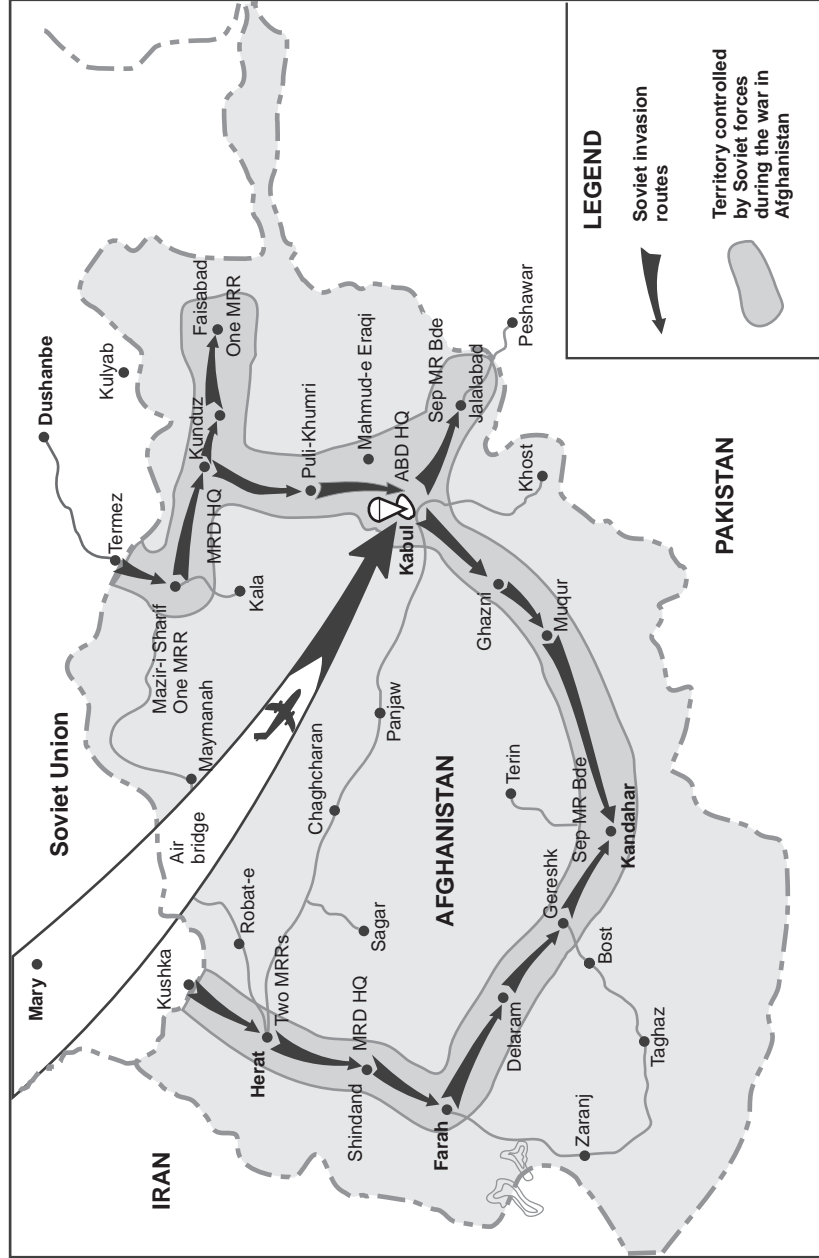 Soviet Union
IRAN
AFGHANISTAN
PAKISTAN
Mary
Dushanbe
Kulyab
Termez
Kushka
Air
bridge
Maymanah
Robat-e
Mazir-i Sharif
One MRR
Kunduz
MRD HQ
Faisabad
One MRR
Kala
Puli-Khumri
Mahmud-e Eraqi
Herat
Two MRRs
Chaghcharan
Panjaw
Sagar
Kabul
ABD HQ
Sep MR Bde
Jalalabad
Peshawar
Khost
Ghazni
Muqur
Shindand
MRD HQ
Farah
Delaram
Gereshk
Terin
Sep MR Bde
Kandahar
Bost
Taghaz
Zaranj
LEGEND
Soviet invasion
routes
Territory controlled
by Soviet forces
during the war in
Afghanistan